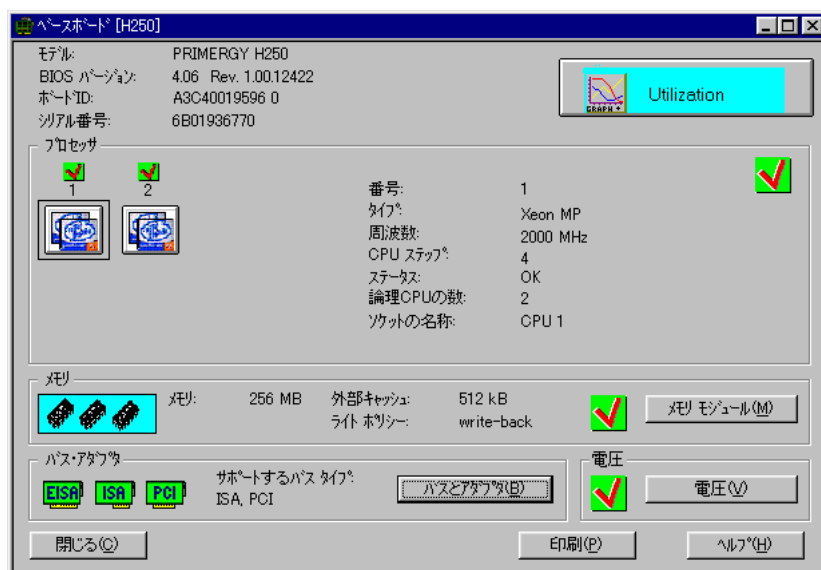 ﾍﾞｰｽﾎﾞｰﾄﾞ [H250]
ﾓﾃﾞﾙ: PRIMERGY H250
BIOS ﾊﾞｰｼﾞｮﾝ: 4.06 Rev. 1.00.12422
ﾎﾞｰﾄﾞID: A3C40019596 0
ｼﾘｱﾙ番号: 6B01936770
GRAPH + Utilization
ﾌﾟﾛｾｯｻ
1 2
番号: 1
ﾀｲﾌﾟ: Xeon MP
周波数: 2000 MHz
CPU ｽﾃｯﾌﾟ: 4
ｽﾃｰﾀｽ: OK
論理CPUの数: 2
ｿｹｯﾄの名称: CPU 1
ﾒﾓﾘ
ﾒﾓﾘ: 256 MB 外部ｷｬｯｼｭ: 512 kB
ﾗｲﾄ ﾎﾟﾘｼｰ: write-back
ﾒﾓﾘ ﾓｼﾞｭｰﾙ(M)
ﾊﾞｽ・ｱﾀﾞﾌﾟﾀ
EISA ISA PCI
ｻﾎﾟｰﾄするﾊﾞｽ ﾀｲﾌﾟ:
ISA, PCI
ﾊﾞｽとｱﾀﾞﾌﾟﾀ(B)
電圧
電圧(V)
閉じる(C) 印刷(P) ﾍﾙﾌﾟ(H)